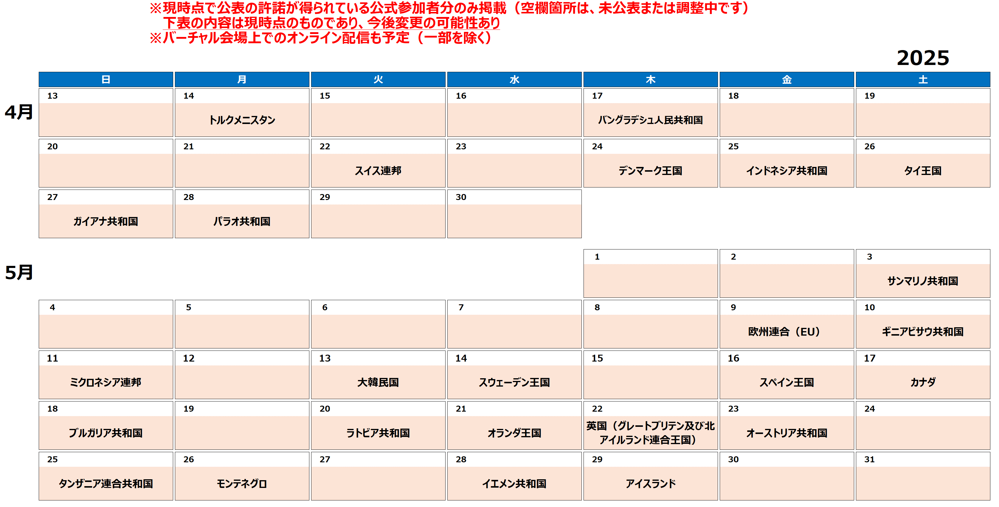 ※現時点で公表の許諾が得られている公式参加者分のみ掲載（空欄箇所は、未公表または調整中です）
下表の内容は現時点のものであり、今後変更の可能性あり
※バーチャル会場上でのオンライン配信も予定（一部を除く）
2025
日 月 火 水 木 金 土
4月
13 14 15 16 17 18 19
トルクメニスタン バングラデシュ人民共和国
20 21 22 23 24 25 26
スイス連邦 デンマーク王国 インドネシア共和国 タイ王国
27 28 29 30
ガイアナ共和国 パラオ共和国
5月
1 2 3
サンマリノ共和国
4 5 6 7 8 9 10
欧州連合（EU） ギニアビサウ共和国
11 12 13 14 15 16 17
ミクロネシア連邦 大韓民国 スウェーデン王国 スペイン王国 カナダ
18 19 20 21 22 23 24
ブルガリア共和国 ラトビア共和国 オランダ王国 英国（グレートブリテン及び北
アイルランド連合王国） オーストリア共和国
25 26 27 28 29 30 31
タンザニア連合共和国 モンテネグロ イエメン共和国 アイスランド